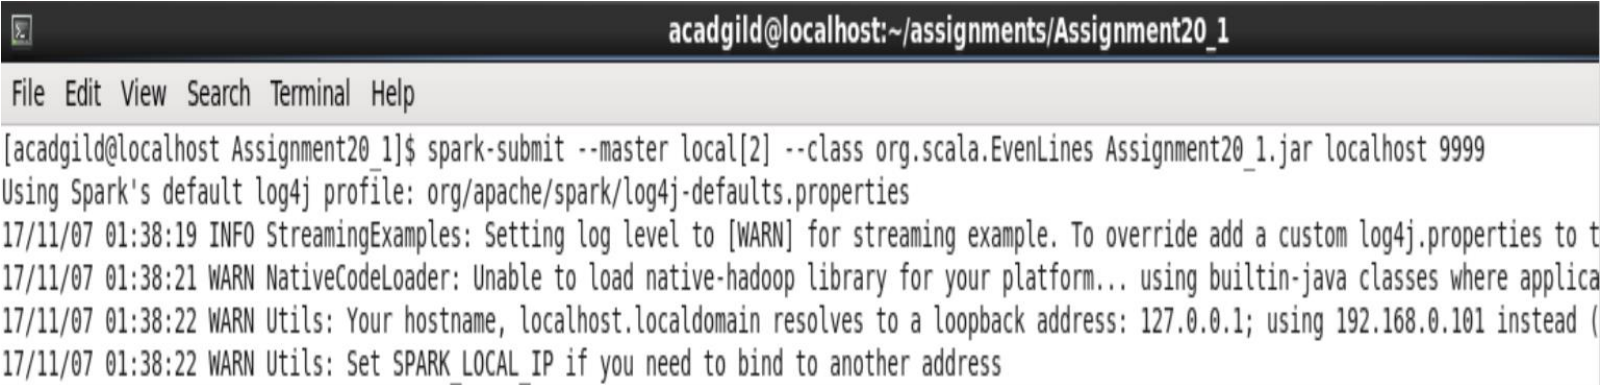 acadgild@localhost:~/assignments/Assignment20_1
File Edit View Search Terminal Help
[acadgild@localhost Assignment20_1]$ spark-submit --master local[2] --class org.scala.EvenLines Assignment20_1.jar localhost 9999
Using Spark's default log4j profile: org/apache/spark/log4j-defaults.properties
17/11/07 01:38:19 INFO StreamingExamples: Setting log level to [WARN] for streaming example. To override add a custom log4j.properties to t
17/11/07 01:38:21 WARN NativeCodeLoader: Unable to load native-hadoop library for your platform... using builtin-java classes where applica
17/11/07 01:38:22 WARN Utils: Your hostname, localhost.localdomain resolves to a loopback address: 127.0.0.1; using 192.168.0.101 instead (
17/11/07 01:38:22 WARN Utils: Set SPARK_LOCAL_IP if you need to bind to another address